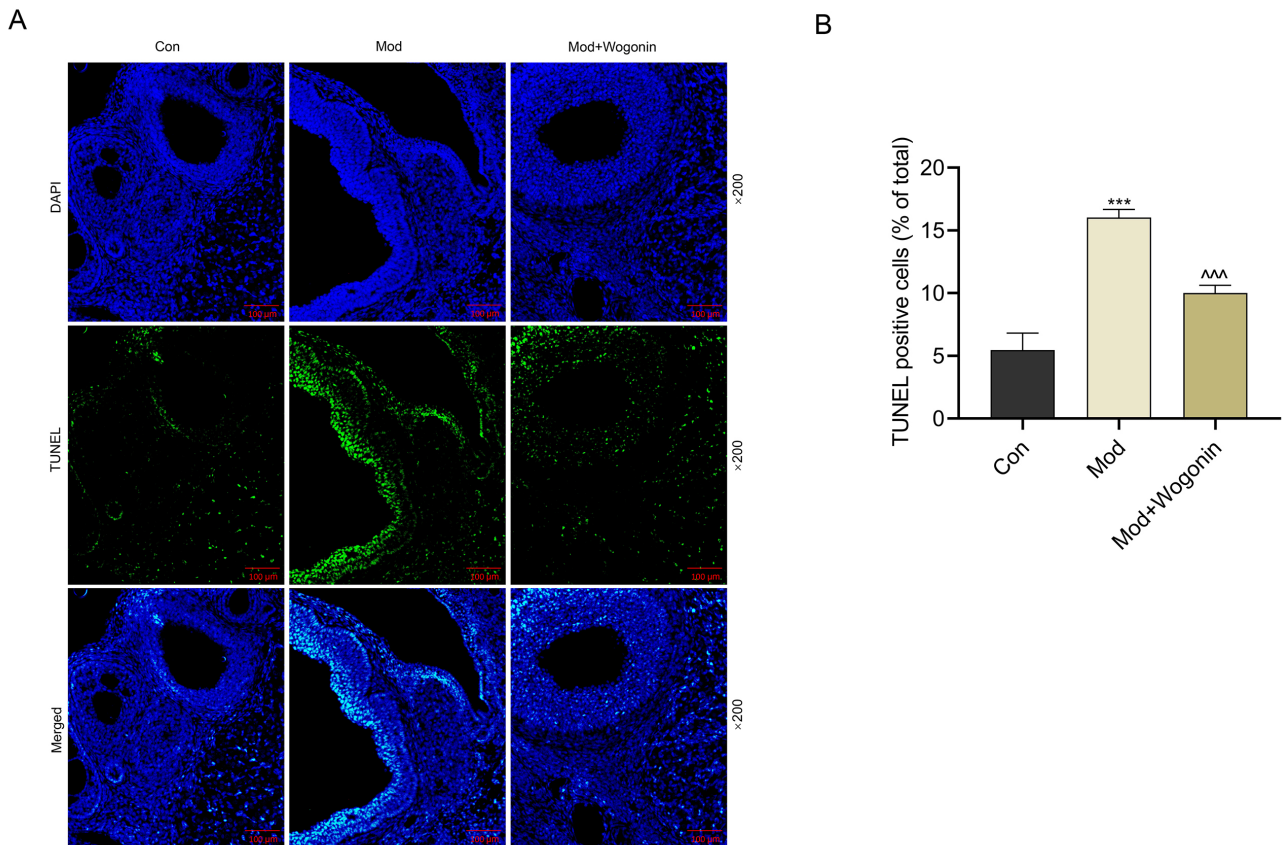 A
Con Mod Mod+Wogonin
DAPI
×200
100 μm 100 μm 100 μm
TUNEL
×200
100 μm 100 μm 100 μm
Merged
×200
100 μm 100 μm 100 μm
B
TUNEL positive cells (% of total)
20
15
10
5
0
***
^^^
Con
Mod
Mod+Wogonin